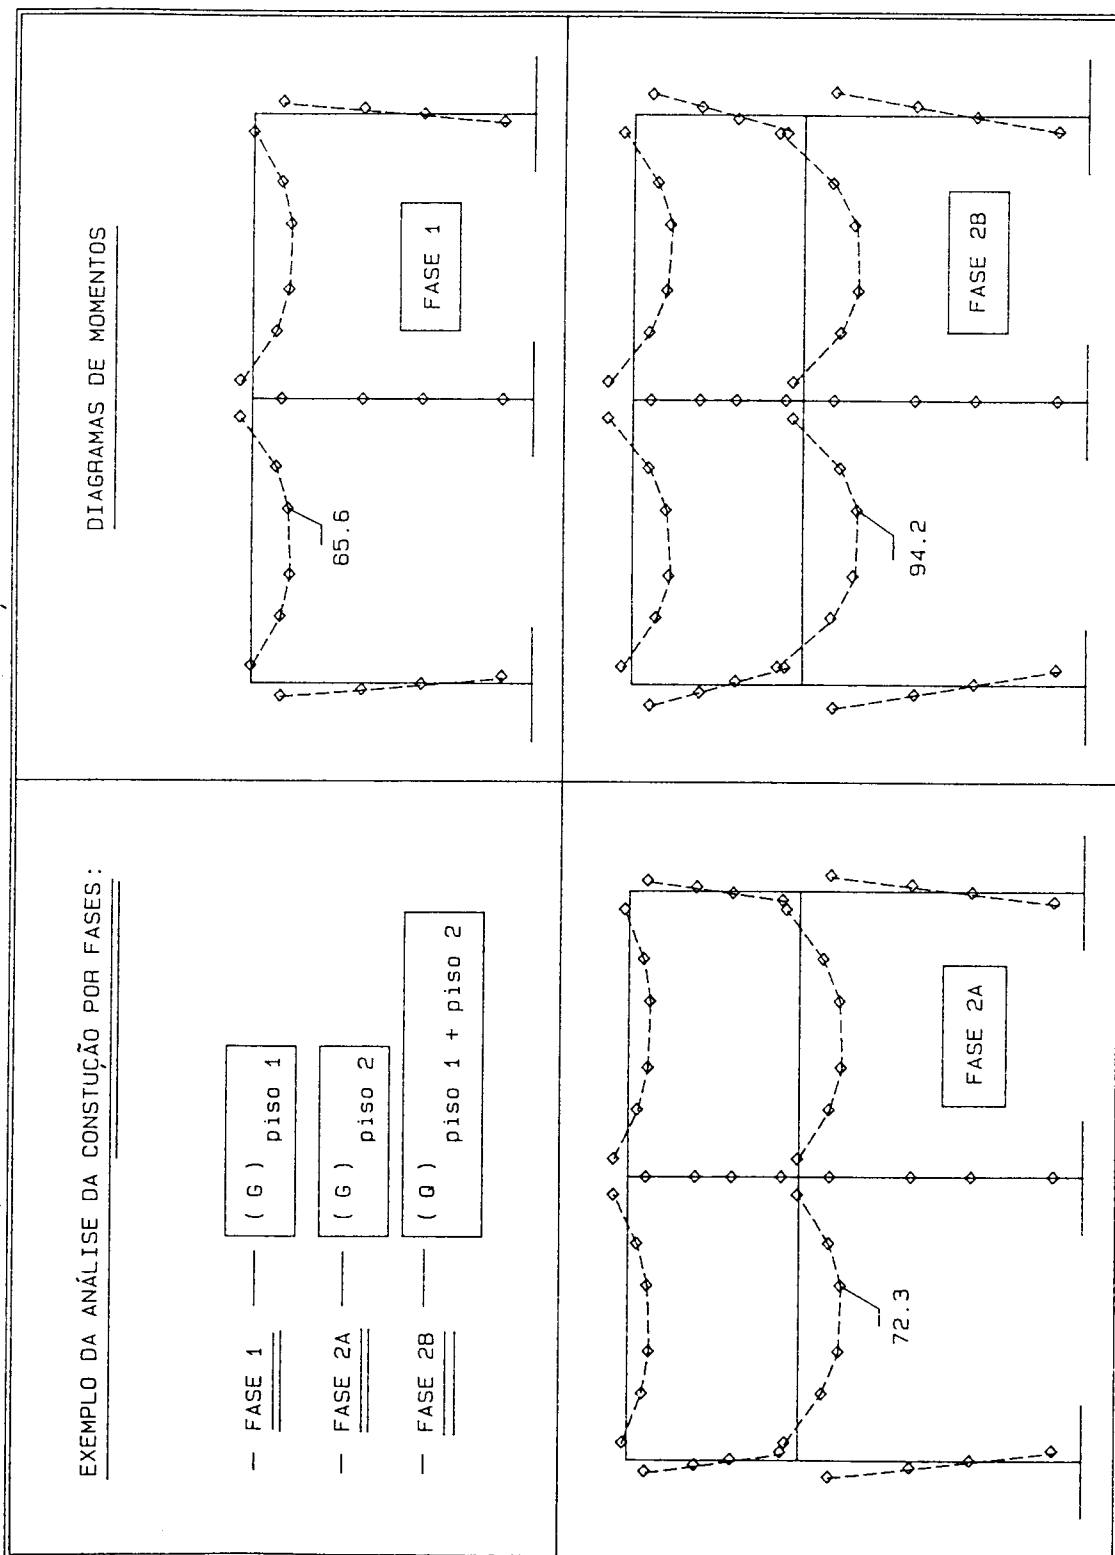 EXEMPLO DA ANÁLISE DA CONSTUÇÃO POR FASES:
DIAGRAMAS DE MOMENTOS
— FASE 1 — ( G ) piso 1
— FASE 2A — ( G ) piso 2
— FASE 2B — ( Q ) piso 1 + piso 2
65.6
FASE 1
72.3
FASE 2A
94.2
FASE 2B